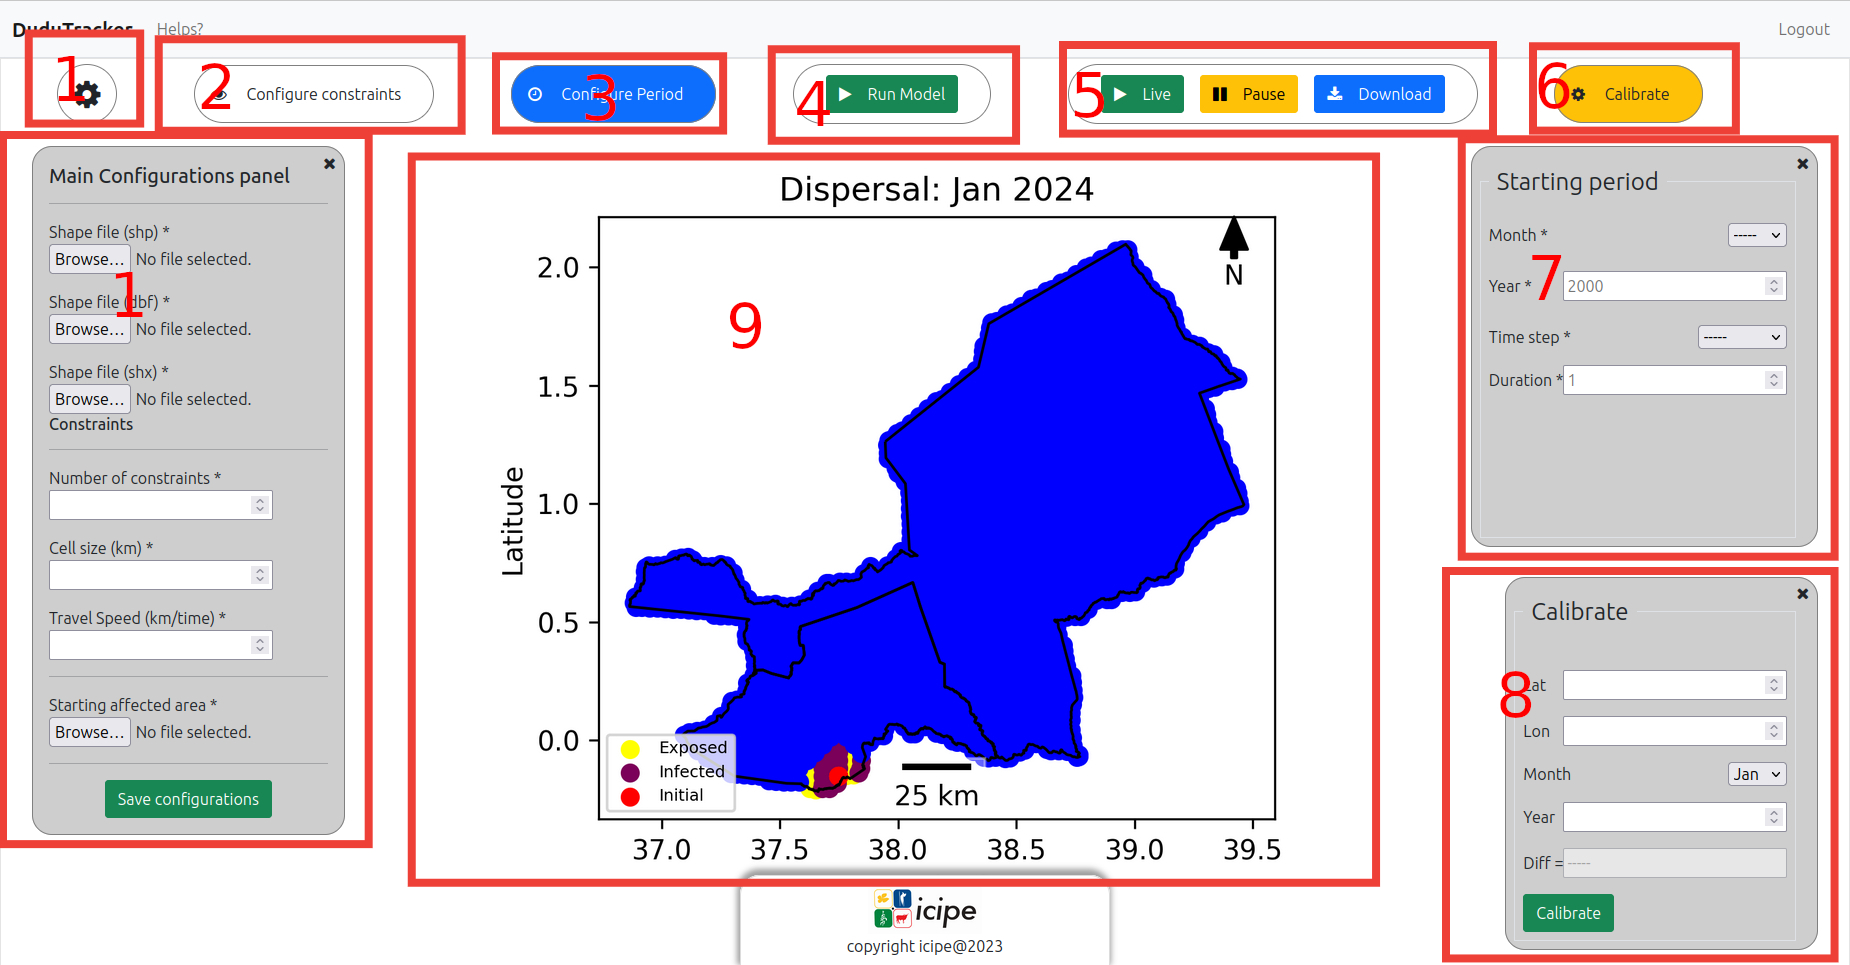 DuduTracker Helps? Logout
1
2 Configure constraints
3 Configure Period
4 Run Model
5 Live Pause Download
6 Calibrate
1
Main Configurations panel
Shape file (shp) *
Browse... No file selected.
Shape file (dbf) *
Browse... No file selected.
Shape file (shx) *
Browse... No file selected.
Constraints
Number of constraints *
Cell size (km) *
Travel Speed (km/time) *
Starting affected area *
Browse... No file selected.
Save configurations
9
Dispersal: Jan 2024
N
Latitude
2.0
1.5
1.0
0.5
0.0
Exposed
Infected
Initial
25 km
37.0 37.5 38.0 38.5 39.0 39.5
7
Starting period
Month * -----
Year * 2000
Time step * -----
Duration * 1
8
Calibrate
Lat
Lon
Month Jan
Year
Diff = -----
Calibrate
icipe
copyright icipe@2023